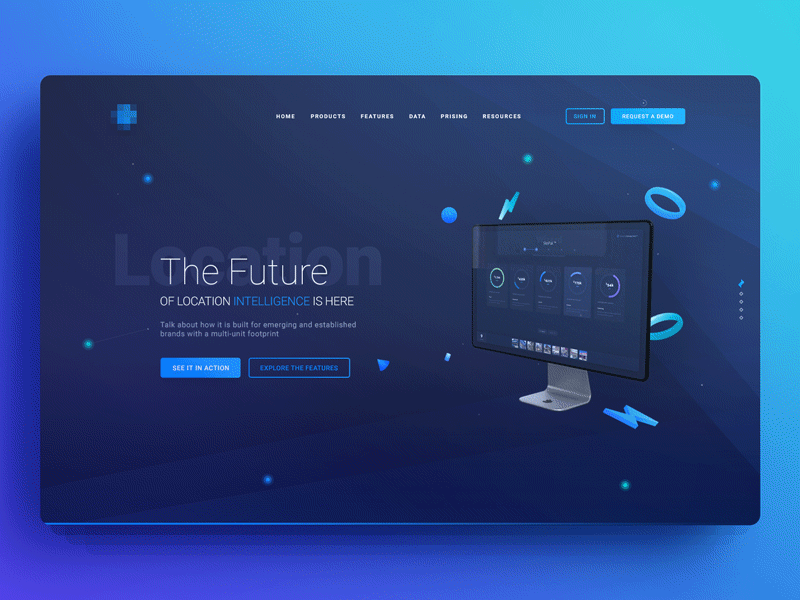 HOME PRODUCTS FEATURES DATA PRISING RESOURCES SIGN IN REQUEST A DEMO
Location
The Future
OF LOCATION INTELLIGENCE IS HERE
Talk about how it is built for emerging and established
brands with a multi-unit footprint
SEE IT IN ACTION EXPLORE THE FEATURES